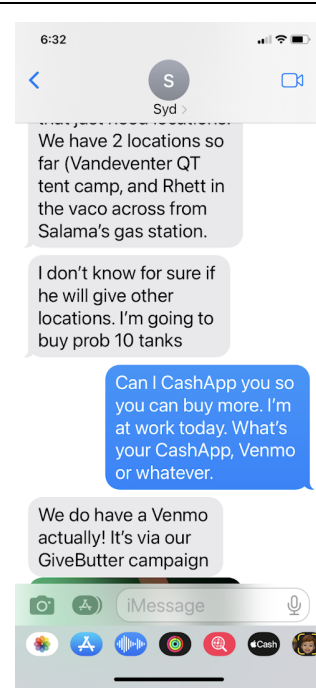 6:32
S
Syd >
that just need locations.
We have 2 locations so
far (Vandeventer QT
tent camp, and Rhett in
the vaco across from
Salama's gas station.
I don't know for sure if
he will give other
locations. I'm going to
buy prob 10 tanks
Can I CashApp you so
you can buy more. I'm
at work today. What's
your CashApp, Venmo
or whatever.
We do have a Venmo
actually! It's via our
GiveButter campaign
iMessage
Cash